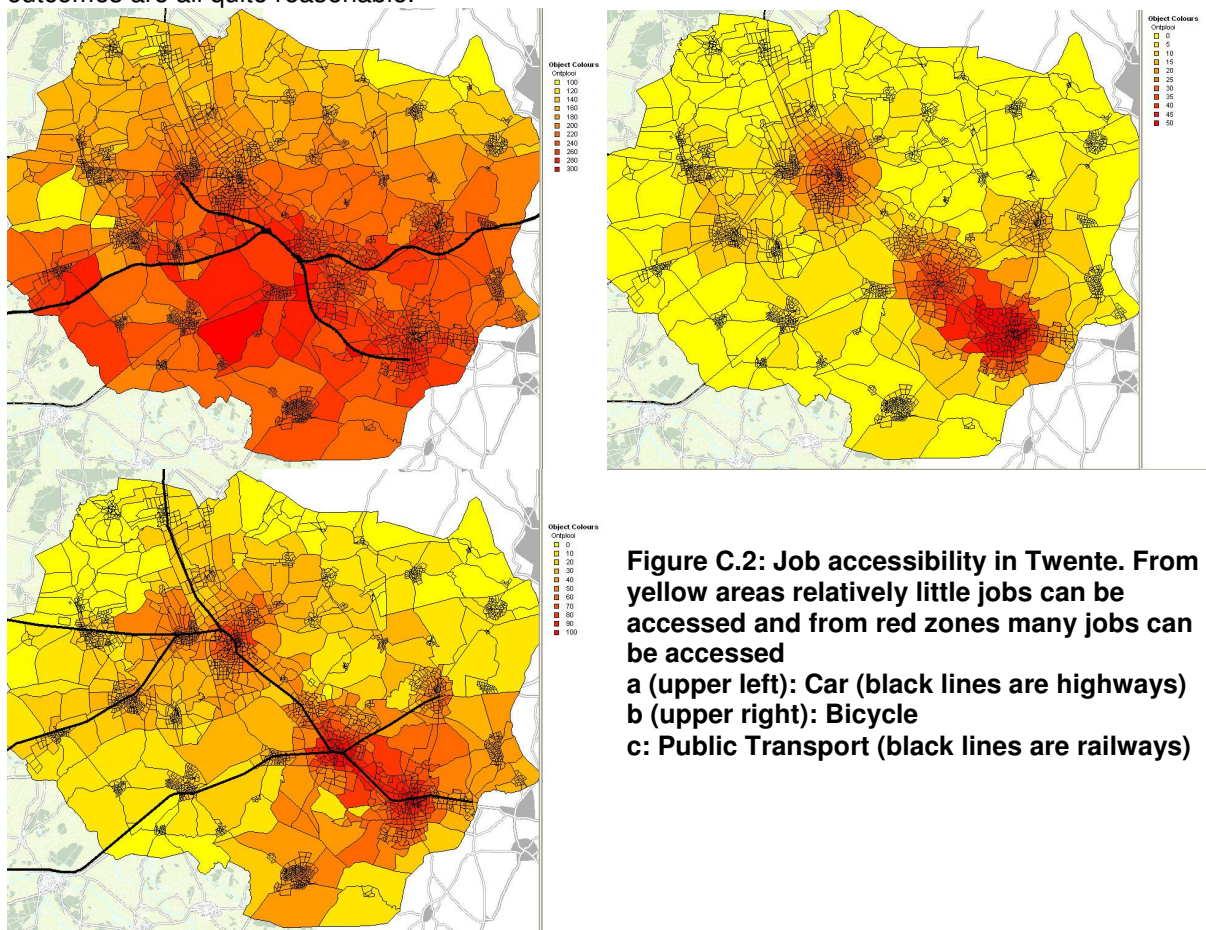 outcomes are all quite reasonable.
Object Colours
Ontplooi
100
120
140
160
180
200
220
240
260
280
300
Object Colours
Ontplooi
0
5
10
15
20
25
30
35
40
45
50
Object Colours
Ontplooi
0
10
20
30
40
50
60
70
80
90
100
Figure C.2: Job accessibility in Twente. From
yellow areas relatively little jobs can be
accessed and from red zones many jobs can
be accessed
a (upper left): Car (black lines are highways)
b (upper right): Bicycle
c: Public Transport (black lines are railways)